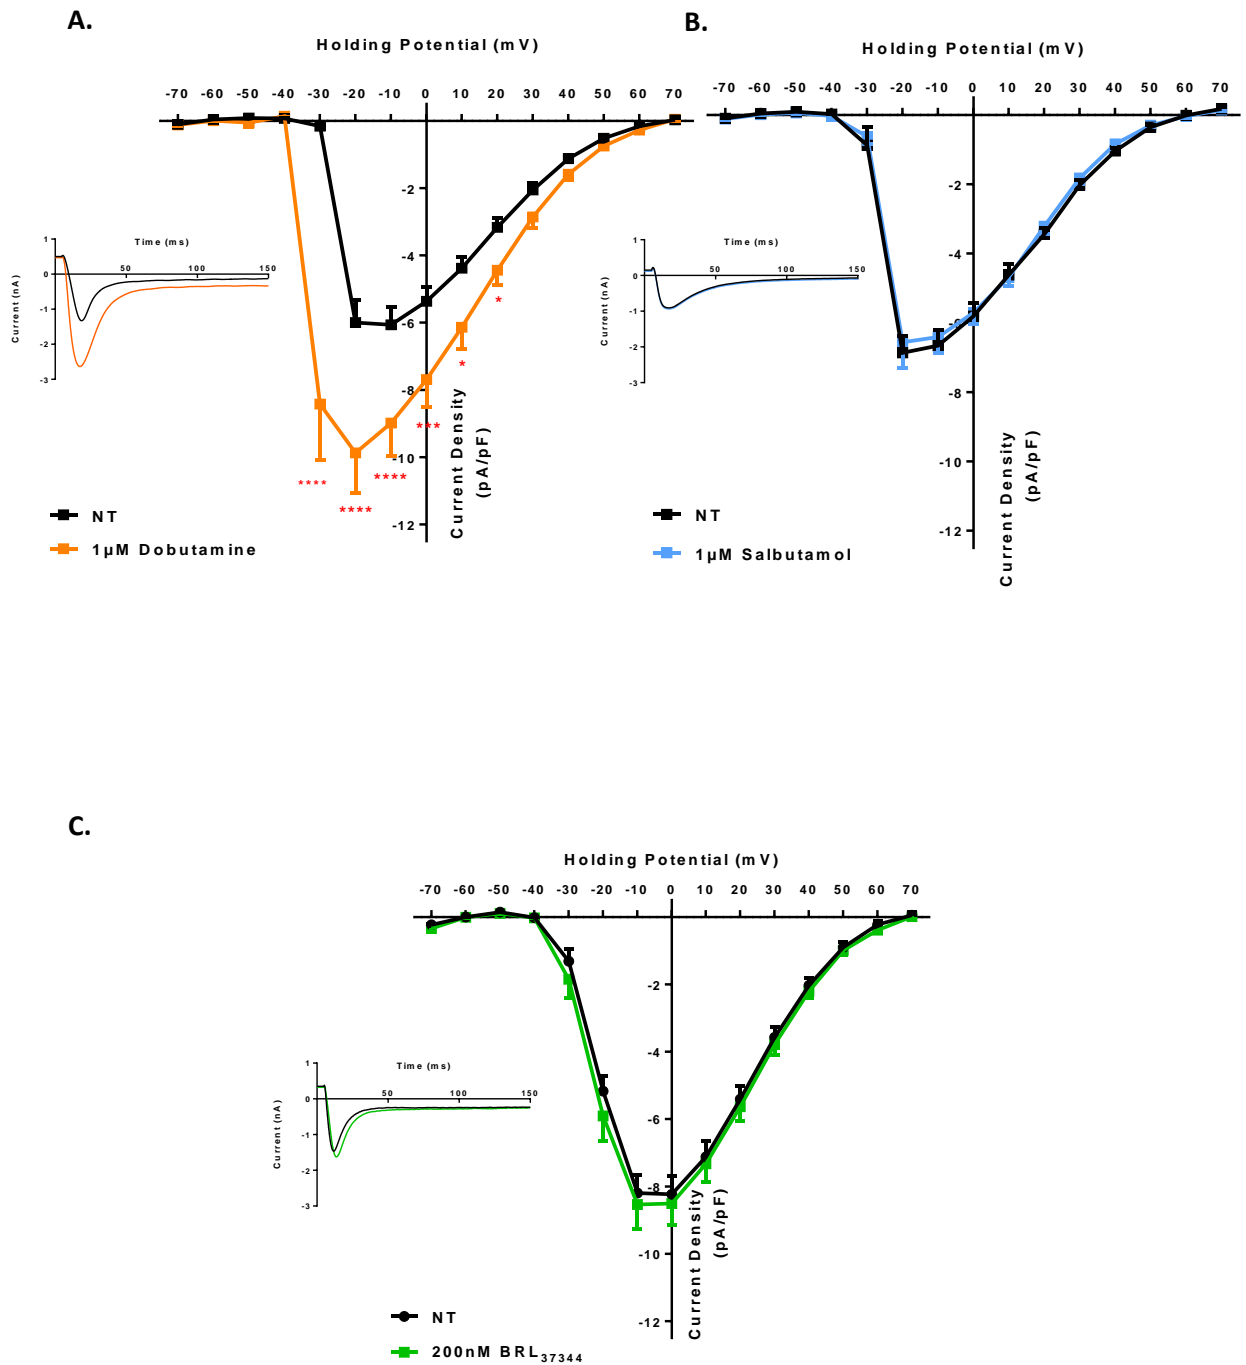 A.
Holding Potential (mV)
-70 -60 -50 -40 -30 -20 -10 0 10 20 30 40 50 60 70
-2
-4
-6
-8
-10
-12
Current Density
(pA/pF)
*
*
***
****
****
****
Time (ms)
50 100 150
1
0
-1
-2
-3
Current (nA)
NT
1µM Dobutamine
B.
Holding Potential (mV)
-70 -60 -50 -40 -30 -20 -10 0 10 20 30 40 50 60 70
-2
-4
-6
-8
-10
-12
Current Density
(pA/pF)
Time (ms)
50 100 150
1
0
-1
-2
-3
Current (nA)
NT
1µM Salbutamol
C.
Holding Potential (mV)
-70 -60 -50 -40 -30 -20 -10 0 10 20 30 40 50 60 70
-2
-4
-6
-8
-10
-12
Current Density
(pA/pF)
Time (ms)
50 100 150
1
0
-1
-2
-3
Current (nA)
NT
200nM BRL37344